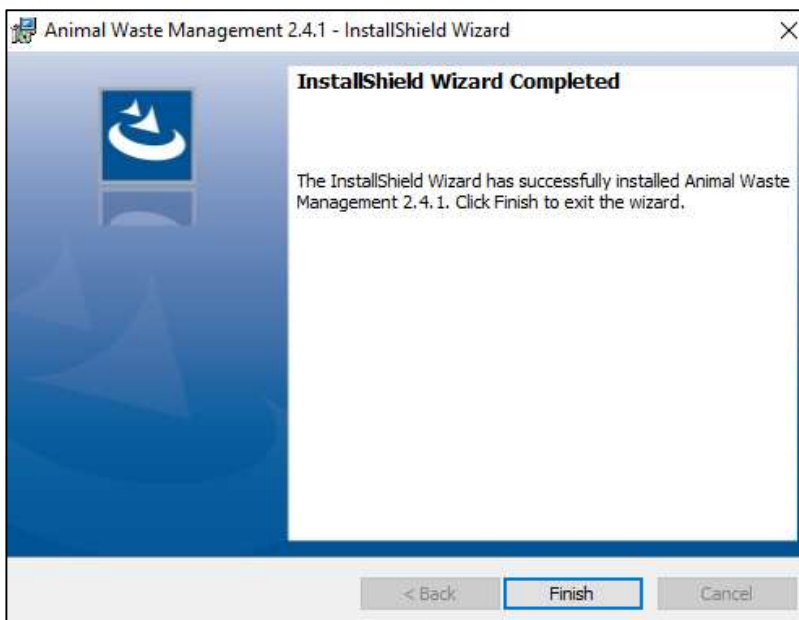 Animal Waste Management 2.4.1 - InstallShield Wizard
InstallShield Wizard Completed
The InstallShield Wizard has successfully installed Animal Waste
Management 2.4.1. Click Finish to exit the wizard.
< Back
Finish
Cancel